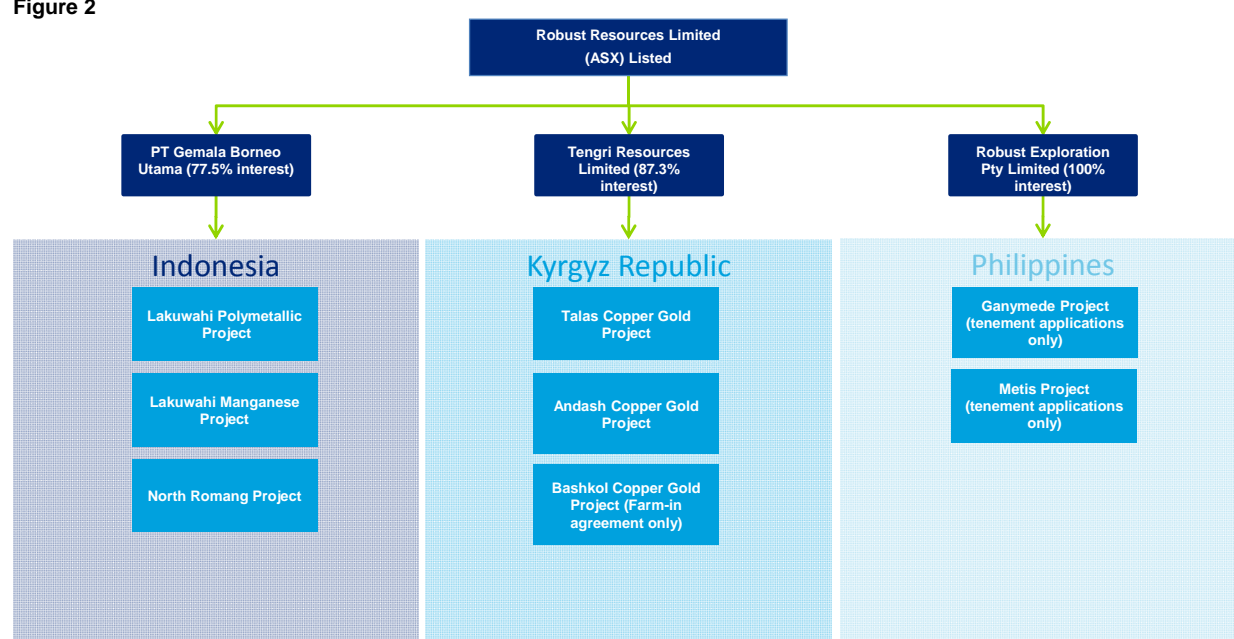 Figure 2
Robust Resources Limited
(ASX) Listed
PT Gemala Borneo
Utama (77.5% interest)
Tengri Resources
Limited (87.3%
interest)
Robust Exploration
Pty Limited (100%
interest)
Indonesia
Lakuwahi Polymetallic
Project
Lakuwahi Manganese
Project
North Romang Project
Kyrgyz Republic
Talas Copper Gold
Project
Andash Copper Gold
Project
Bashkol Copper Gold
Project (Farm-in
agreement only)
Philippines
Ganymede Project
(tenement applications
only)
Metis Project
(tenement applications
only)